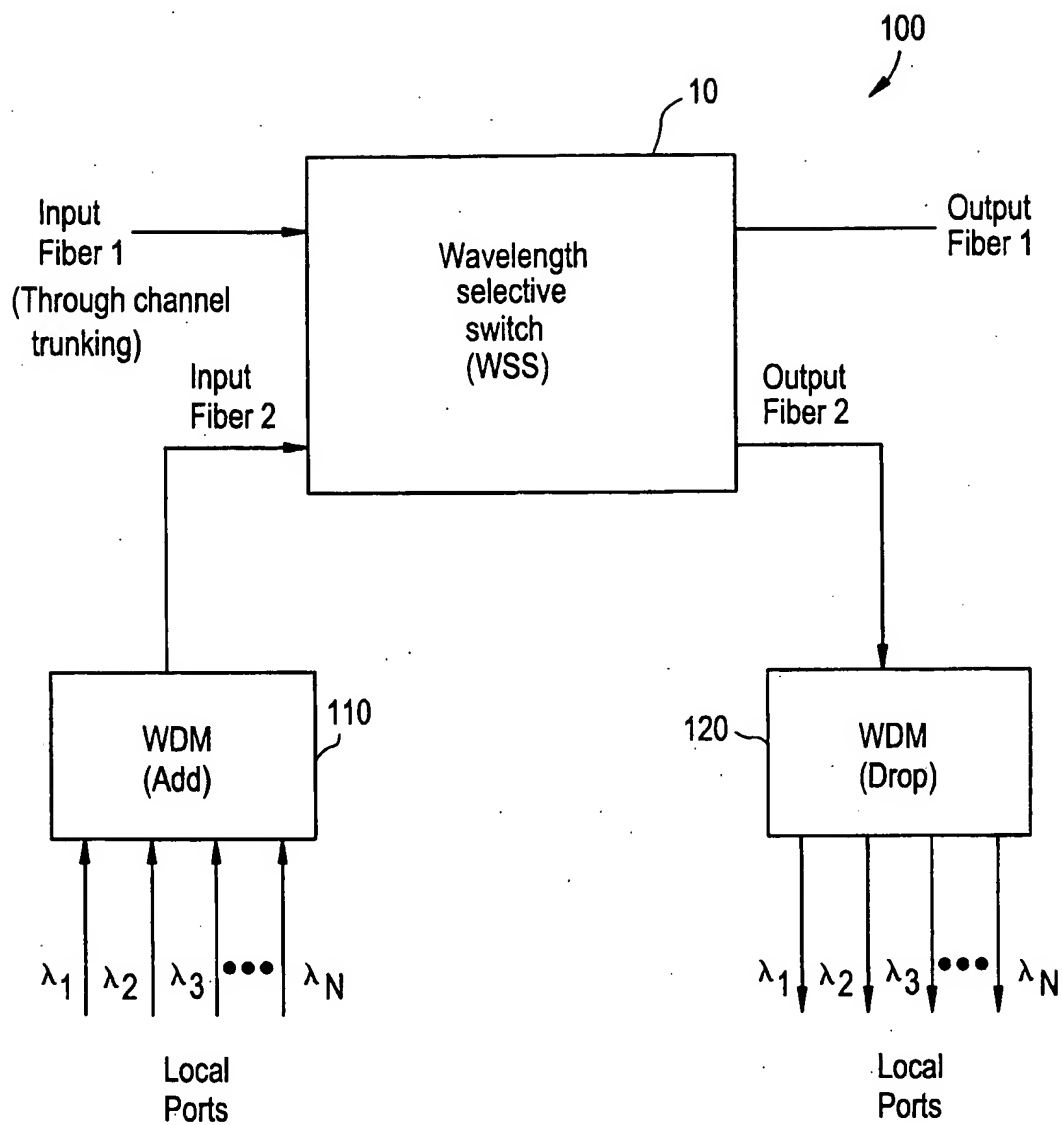 100
10
Input
Fiber 1
(Through channel
trunking)
Wavelength
selective
switch
(WSS)
Output
Fiber 1
Input
Fiber 2
Output
Fiber 2
WDM
(Add)
110
120
WDM
(Drop)
λ1 λ2 λ3 ●●● λN
λ1 λ2 λ3 ●●● λN
Local
Ports
Local
Ports